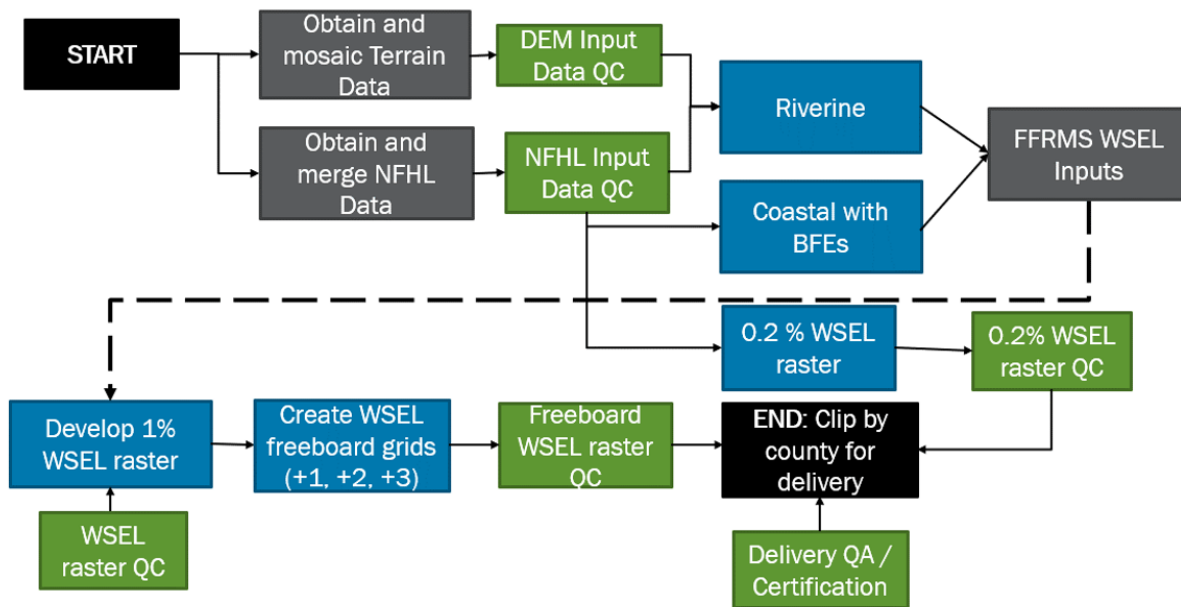 START
Obtain and
mosaic Terrain
Data
DEM Input
Data QC
Riverine
FFRMS WSEL
Inputs
Obtain and
merge NFHL
Data
NFHL Input
Data QC
Coastal with
BFEs
0.2 % WSEL
raster
0.2% WSEL
raster QC
Develop 1%
WSEL raster
Create WSEL
freeboard grids
(+1, +2, +3)
Freeboard
WSEL raster
QC
END: Clip by
county for
delivery
WSEL
raster QC
Delivery QA /
Certification